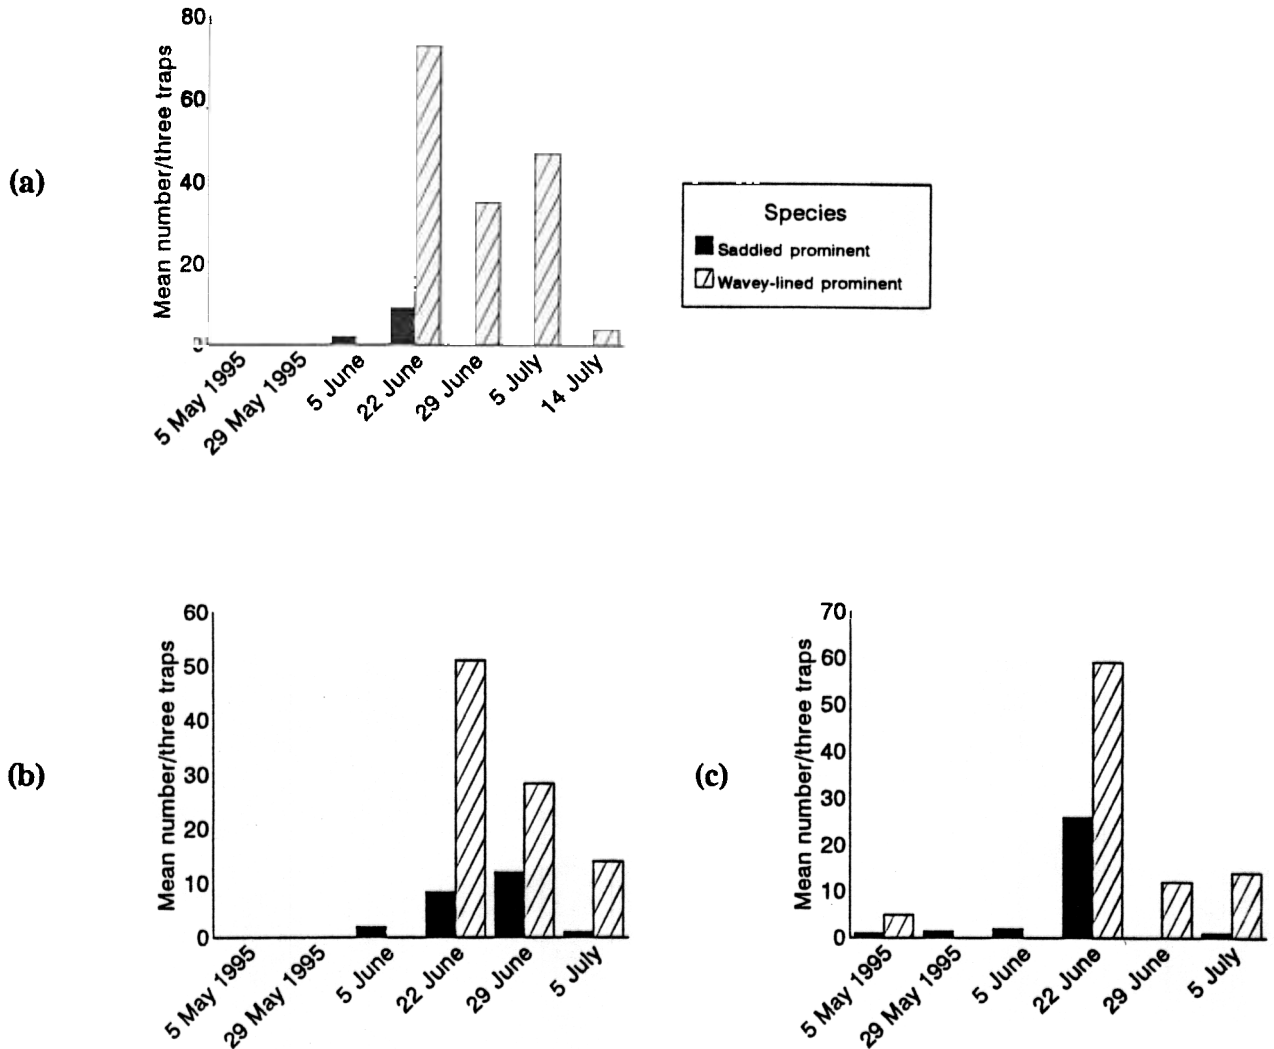 (a)
Mean number/three traps
80
60
40
20
5 May 1995
29 May 1995
5 June
22 June
29 June
5 July
14 July
Species
Saddled prominent
Wavey-lined prominent
(b)
Mean number/three traps
60
50
40
30
20
10
0
5 May 1995
29 May 1995
5 June
22 June
29 June
5 July
(c)
Mean number/three traps
70
60
50
40
30
20
10
0
5 May 1995
29 May 1995
5 June
22 June
29 June
5 July